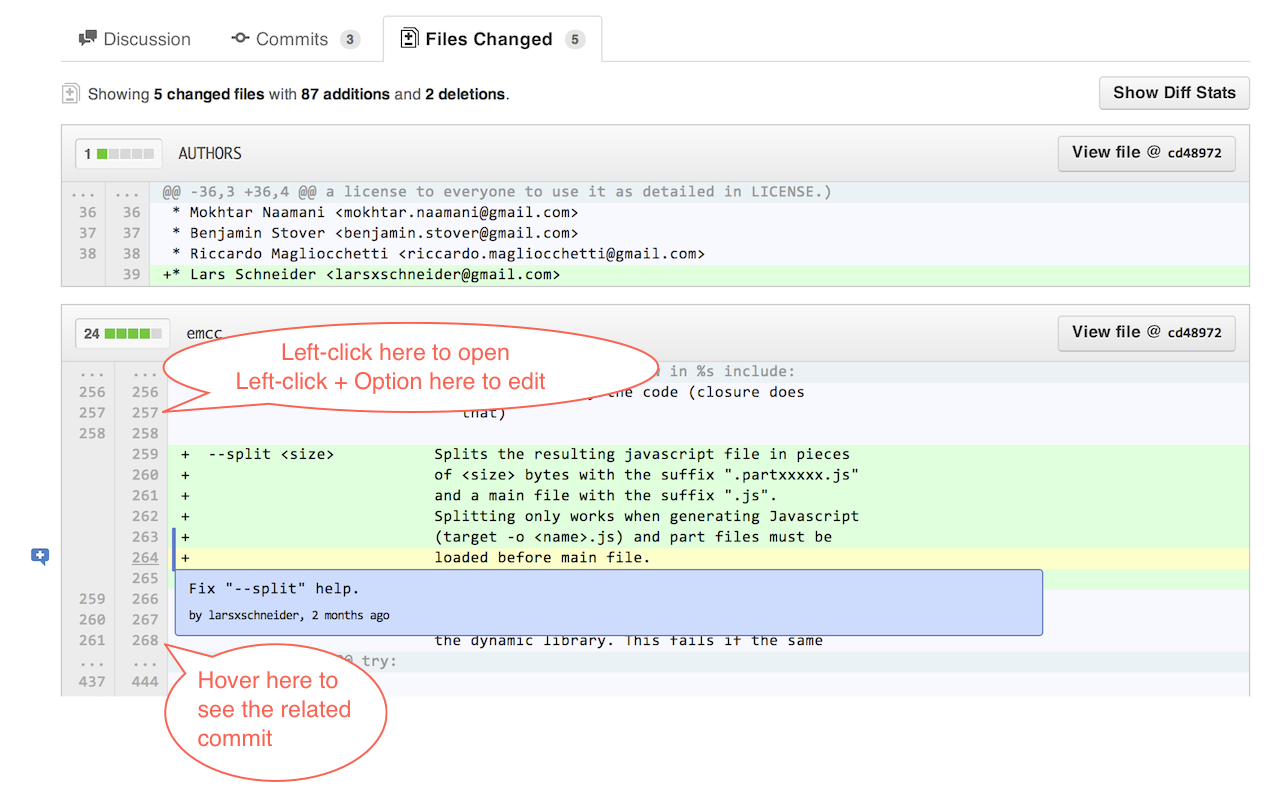 Discussion Commits 3 Files Changed 5
Showing 5 changed files with 87 additions and 2 deletions.
Show Diff Stats
1 AUTHORS View file @ cd48972
... ... @@ -36,3 +36,4 @@ a license to everyone to use it as detailed in LICENSE.)
36 36 * Mokhtar Naamani <mokhtar.naamani@gmail.com>
37 37 * Benjamin Stover <benjamin.stover@gmail.com>
38 38 * Riccardo Magliocchetti <riccardo.magliocchetti@gmail.com>
39 +* Lars Schneider <larsxschneider@gmail.com>
24 emcc View file @ cd48972
Left-click here to open
Left-click + Option here to edit
... ... in %s include:
256 256 the code (closure does
257 257 that)
258 258
259 + --split <size> Splits the resulting javascript file in pieces
260 + of <size> bytes with the suffix ".partxxxxx.js"
261 + and a main file with the suffix ".js".
262 + Splitting only works when generating Javascript
263 + (target -o <name>.js) and part files must be
264 + loaded before main file.
265
Fix "--split" help.
by larsxschneider, 2 months ago
259 266
260 267
261 268 the dynamic library. This fails if the same
... ... try:
437 444
Hover here to
see the related
commit